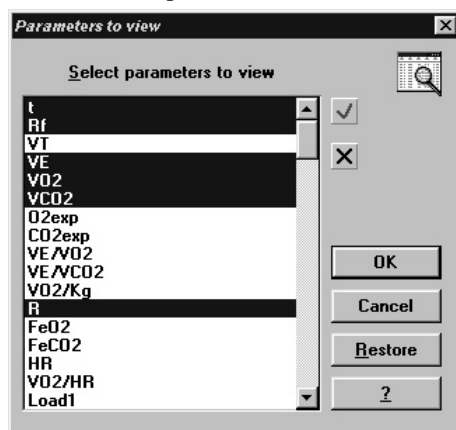 Parameters to view
Select parameters to view
t
Rf
VT
VE
VO2
VCO2
O2exp
CO2exp
VE/VO2
VE/VCO2
VO2/Kg
R
FeO2
FeCO2
HR
VO2/HR
Load1
OK
Cancel
Restore
?